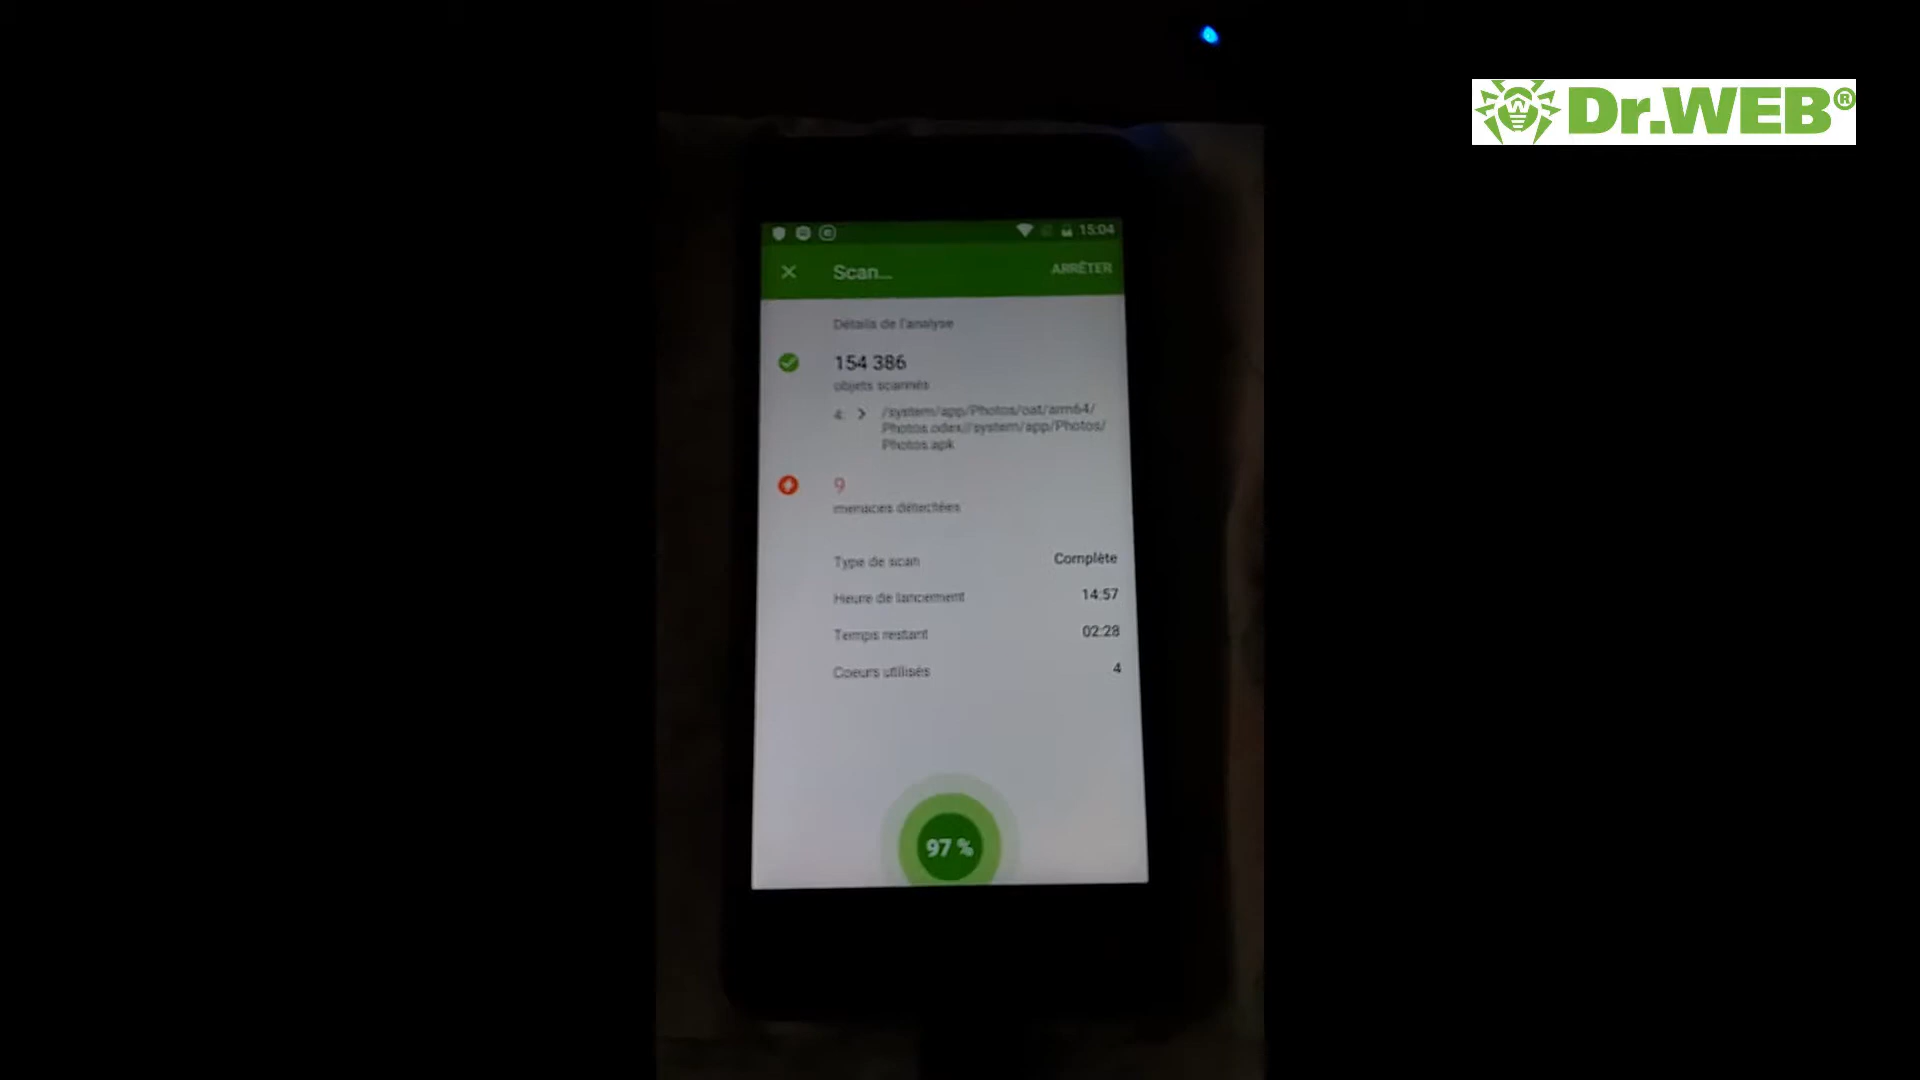 Dr.WEB®
15:04
Scan...
ARRÊTER
Détails de l'analyse
154 386
objets scannés
4: > /system/app/Photos/oat/arm64/
Photos.odex//system/app/Photos/
Photos.apk
9
menaces détectées
Type de scan Complète
Heure de lancement 14:57
Temps restant 02:28
Coeurs utilisés 4
97 %